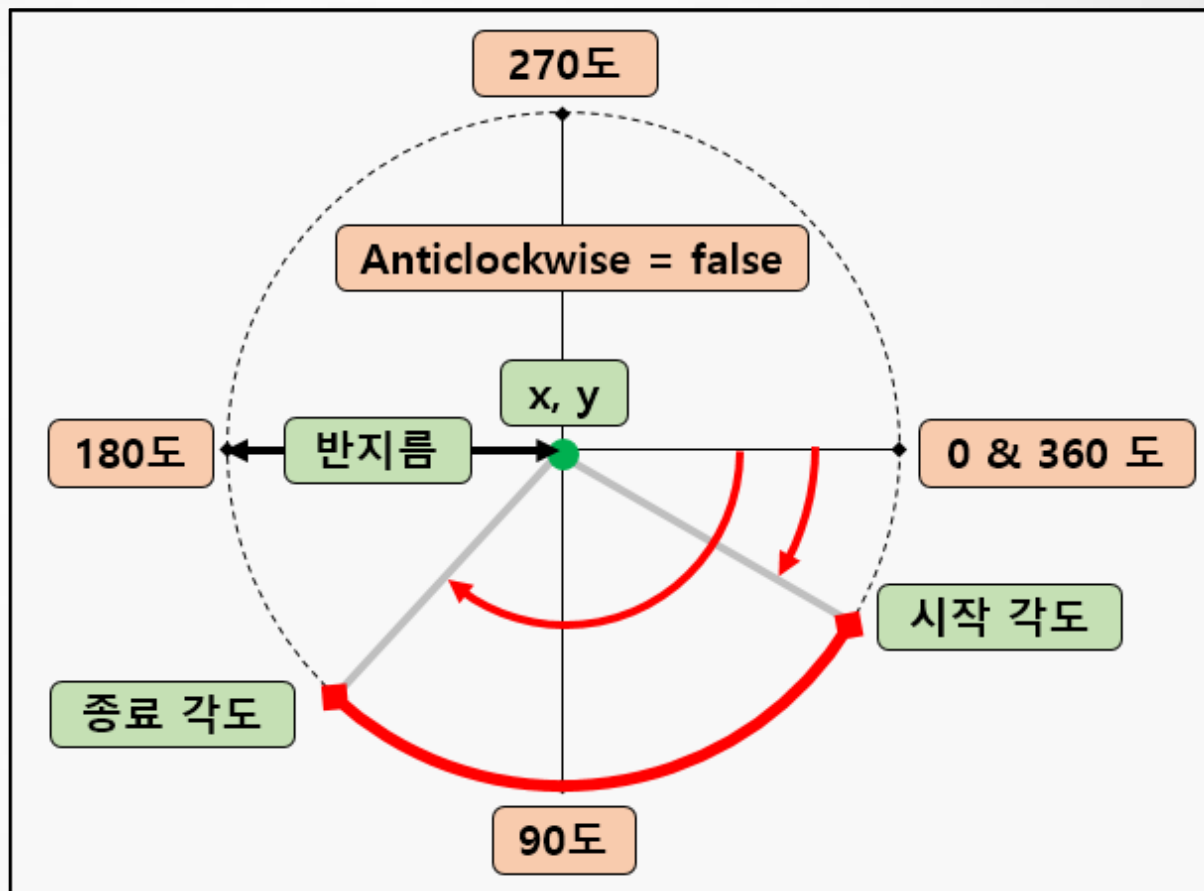 270도
Anticlockwise = false
x, y
180도
반지름
0 & 360 도
시작 각도
종료 각도
90도